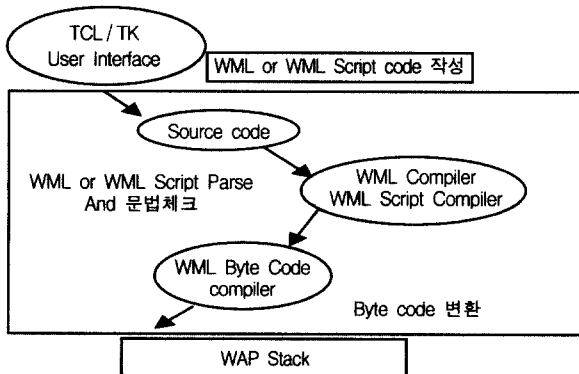 TCL / TK
User Interface
WML or WML Script code 작성
Source code
WML or WML Script Parse
And 문법체크
WML Compiler
WML Script Compiler
WML Byte Code
compiler
Byte code 변환
WAP Stack